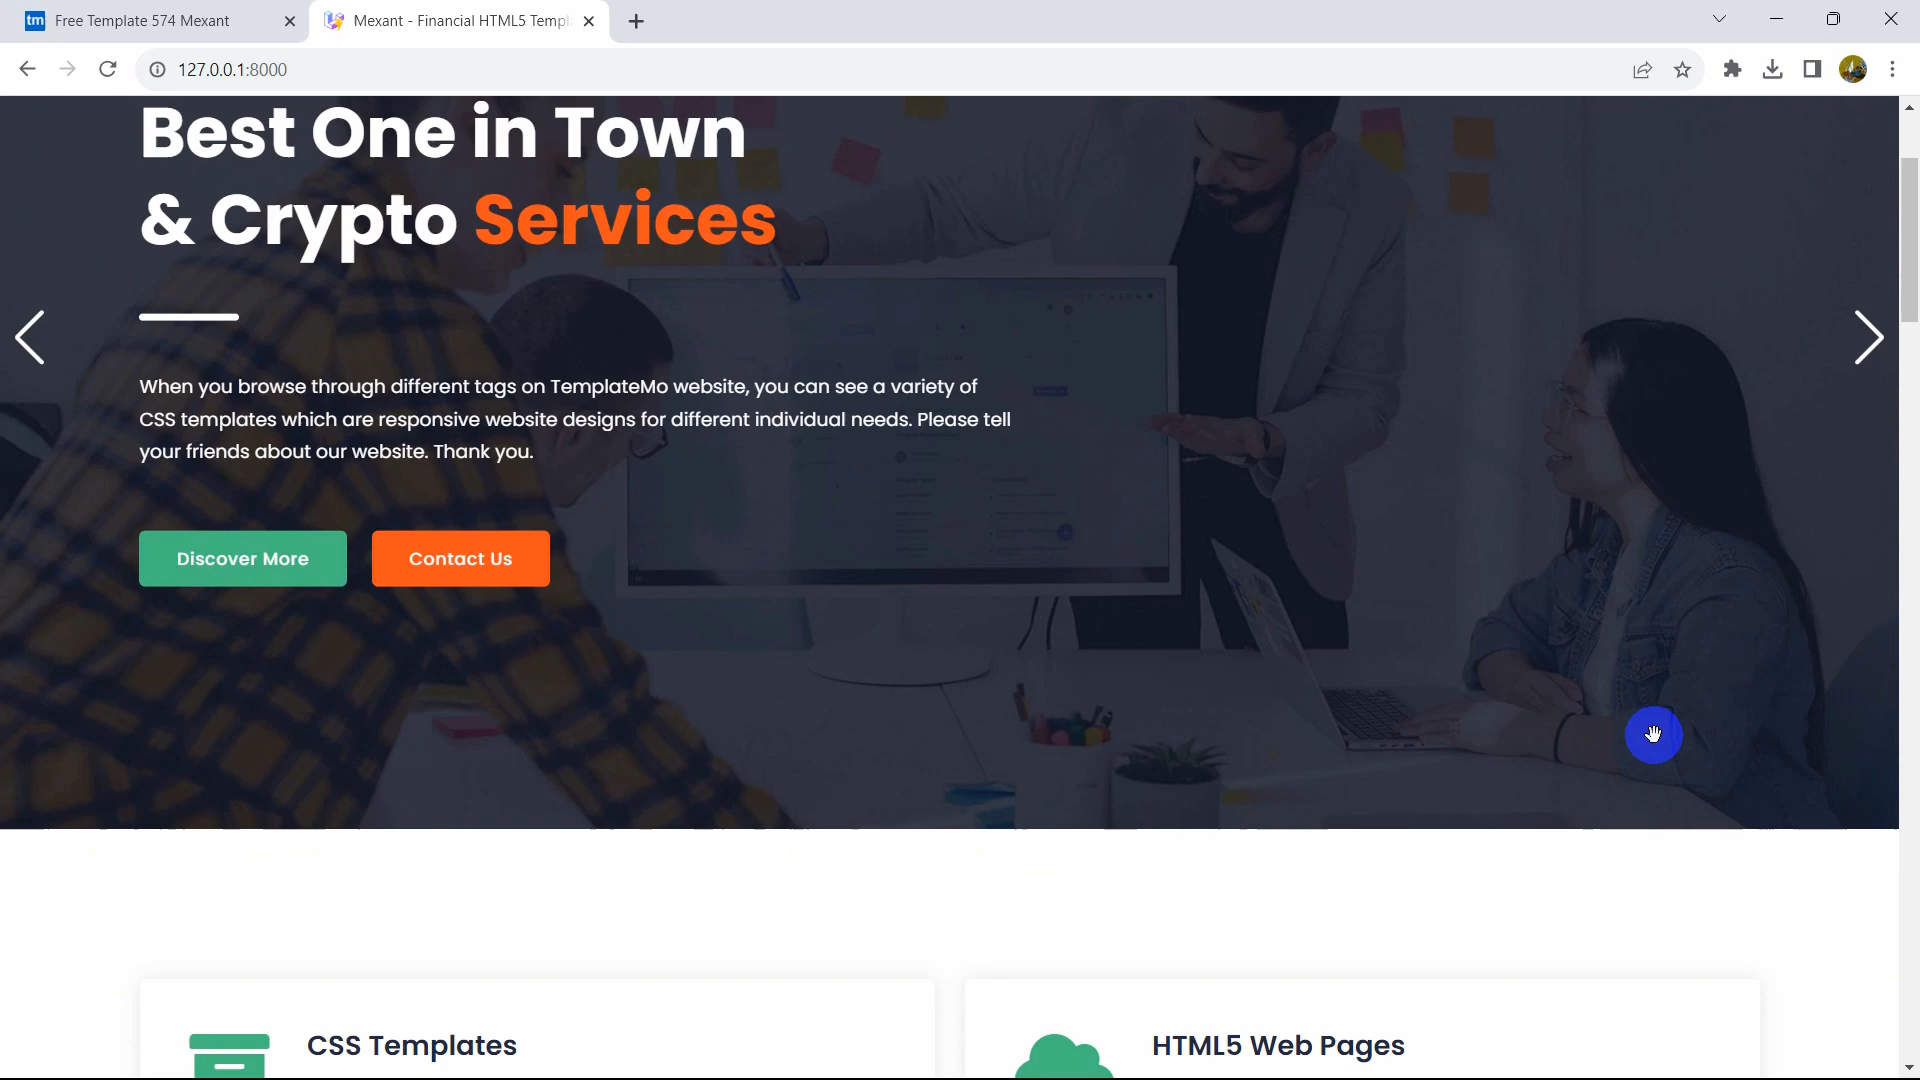 tm Free Template 574 Mexant
Mexant - Financial HTML5 Templ
127.0.0.1:8000
Best One in Town
& Crypto Services
When you browse through different tags on TemplateMo website, you can see a variety of
CSS templates which are responsive website designs for different individual needs. Please tell
your friends about our website. Thank you.
Discover More
Contact Us
CSS Templates
HTML5 Web Pages